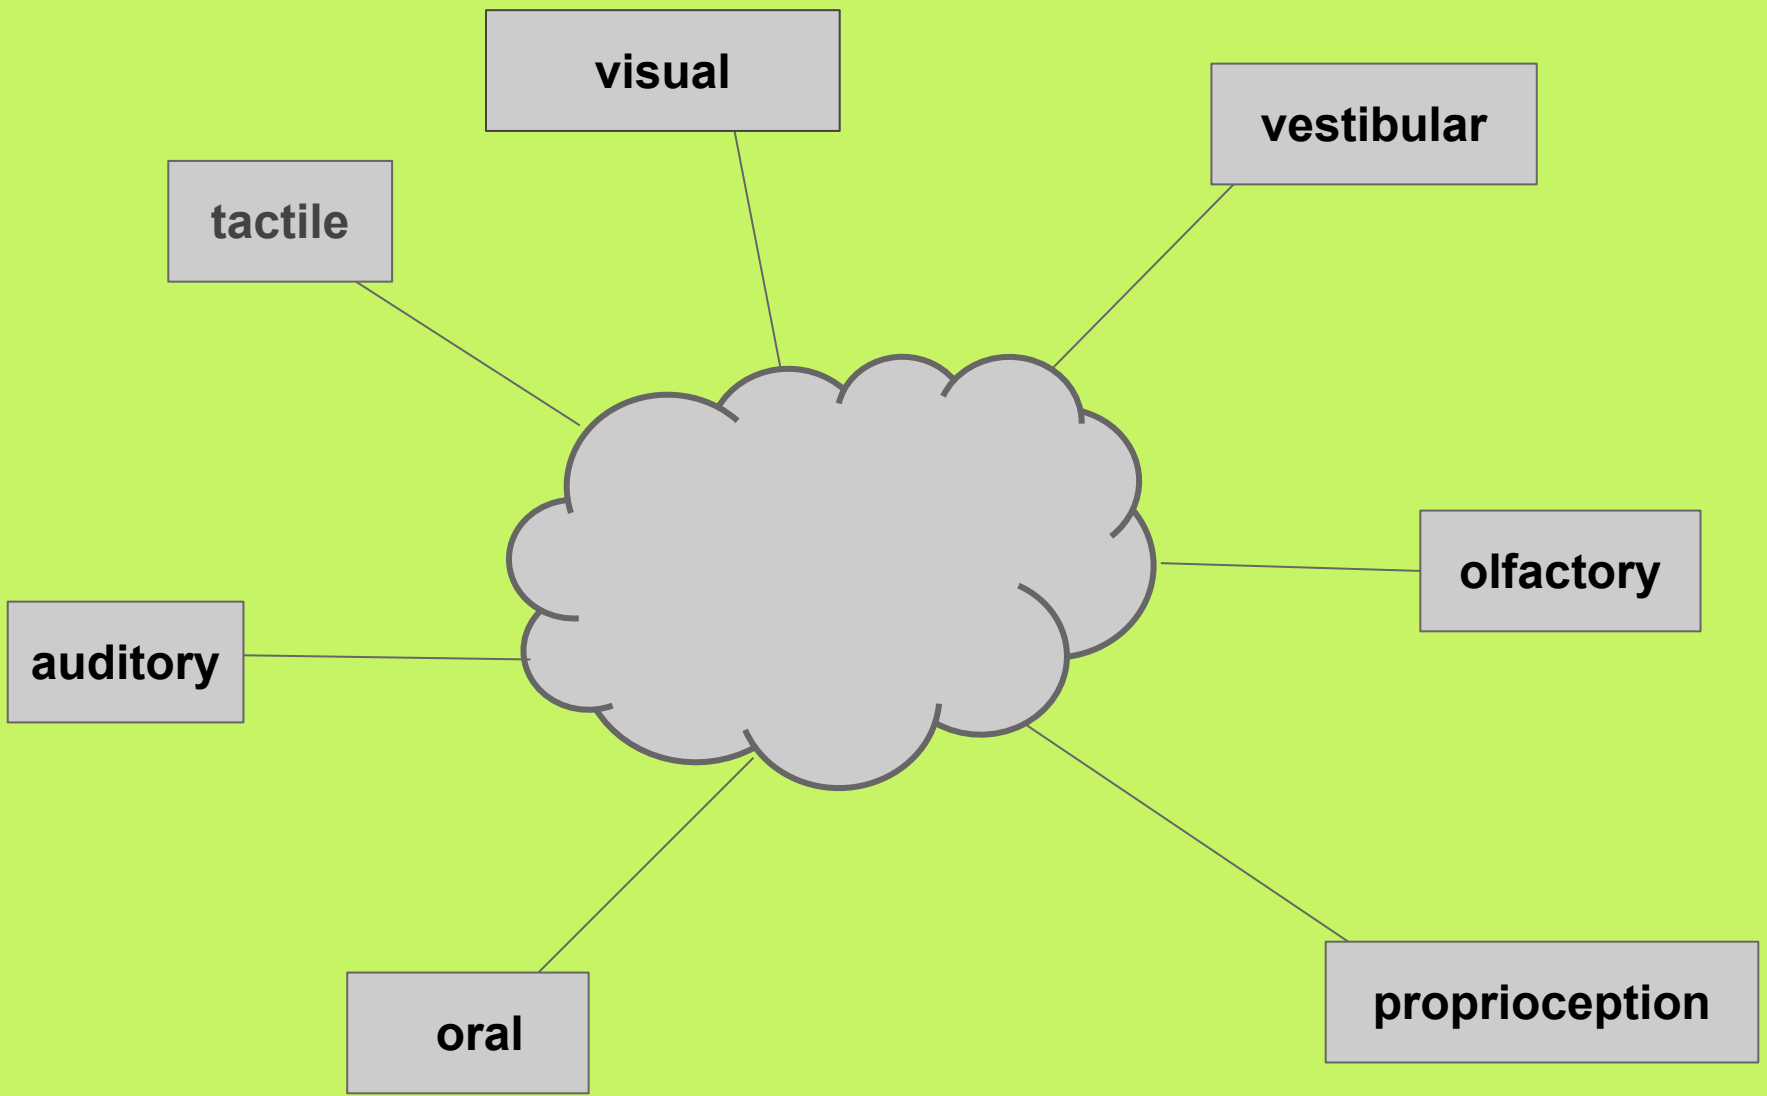 visual
vestibular
tactile
olfactory
auditory
proprioception
oral